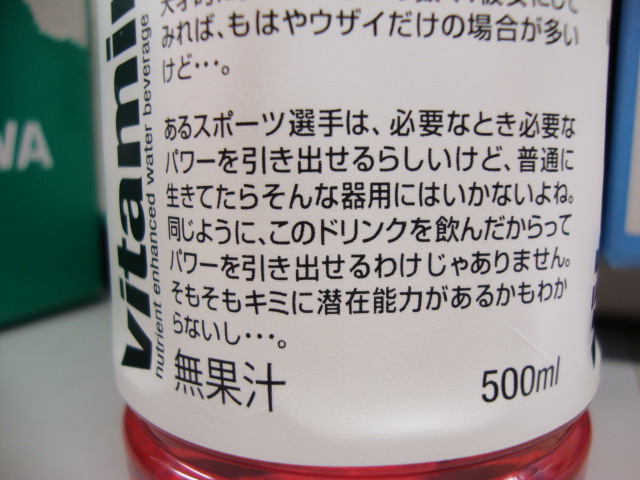 みれば、もはやウザイだけの場合が多い
けど…。
あるスポーツ選手は、必要なとき必要な
パワーを引き出せるらしいけど、普通に
生きてたらそんな器用にはいかないよね。
同じように、このドリンクを飲んだからって
パワーを引き出せるわけじゃありません。
そもそもキミに潜在能力があるかもわか
らないし…。
無果汁
500ml
vitamin
nutrient enhanced water beverage
WA